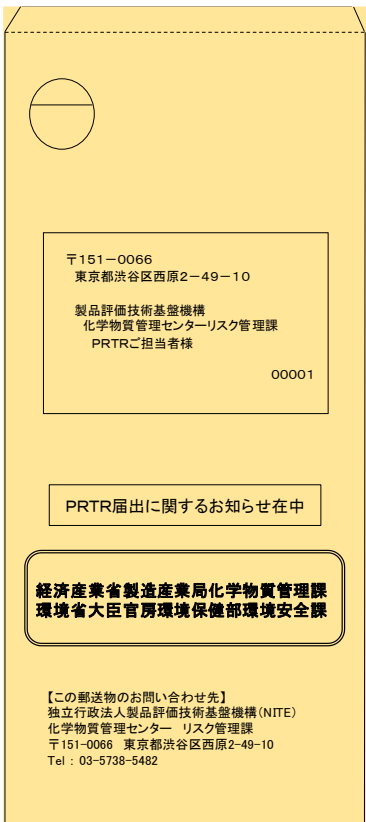 〒151-0066
東京都渋谷区西原2-49-10
製品評価技術基盤機構
化学物質管理センターリスク管理課
PRTRご担当者様
00001
PRTR届出に関するお知らせ在中
経済産業省製造産業局化学物質管理課
環境省大臣官房環境保健部環境安全課
【この郵送物のお問い合わせ先】
独立行政法人製品評価技術基盤機構(NITE)
化学物質管理センター リスク管理課
〒151-0066 東京都渋谷区西原2-49-10
Tel : 03-5738-5482